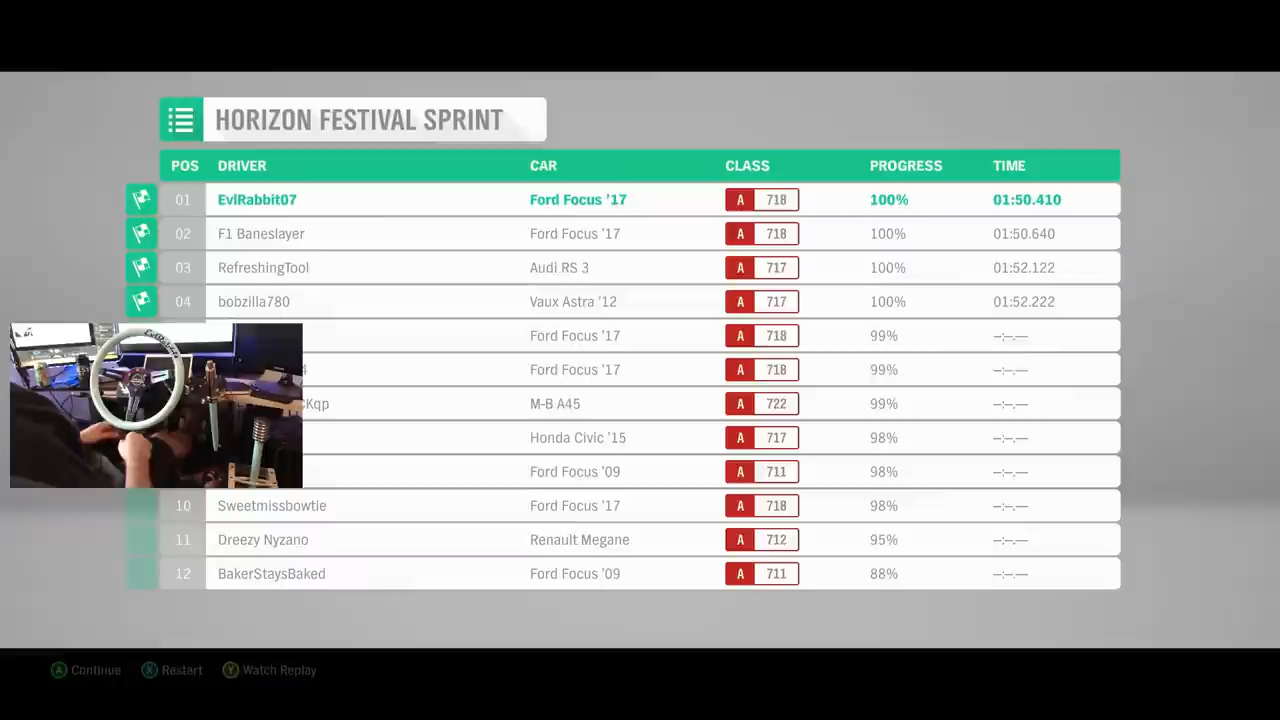 HORIZON FESTIVAL SPRINT
POS DRIVER CAR CLASS PROGRESS TIME
01 EvlRabbit07 Ford Focus '17 A 718 100% 01:50.410
02 F1 Baneslayer Ford Focus '17 A 718 100% 01:50.640
03 RefreshingTool Audi RS 3 A 717 100% 01:52.122
04 bobzilla780 Vaux Astra '12 A 717 100% 01:52.222
Ford Focus '17 A 718 99% --:--.---
4 Ford Focus '17 A 718 99% --:--.---
CKqp M-B A45 A 722 99% --:--.---
Honda Civic '15 A 717 98% --:--.---
Ford Focus '09 A 711 98% --:--.---
10 Sweetmissbowtie Ford Focus '17 A 718 98% --:--.---
11 Dreezy Nyzano Renault Megane A 712 95% --:--.---
12 BakerStaysBaked Ford Focus '09 A 711 88% --:--.---
A Continue X Restart Y Watch Replay